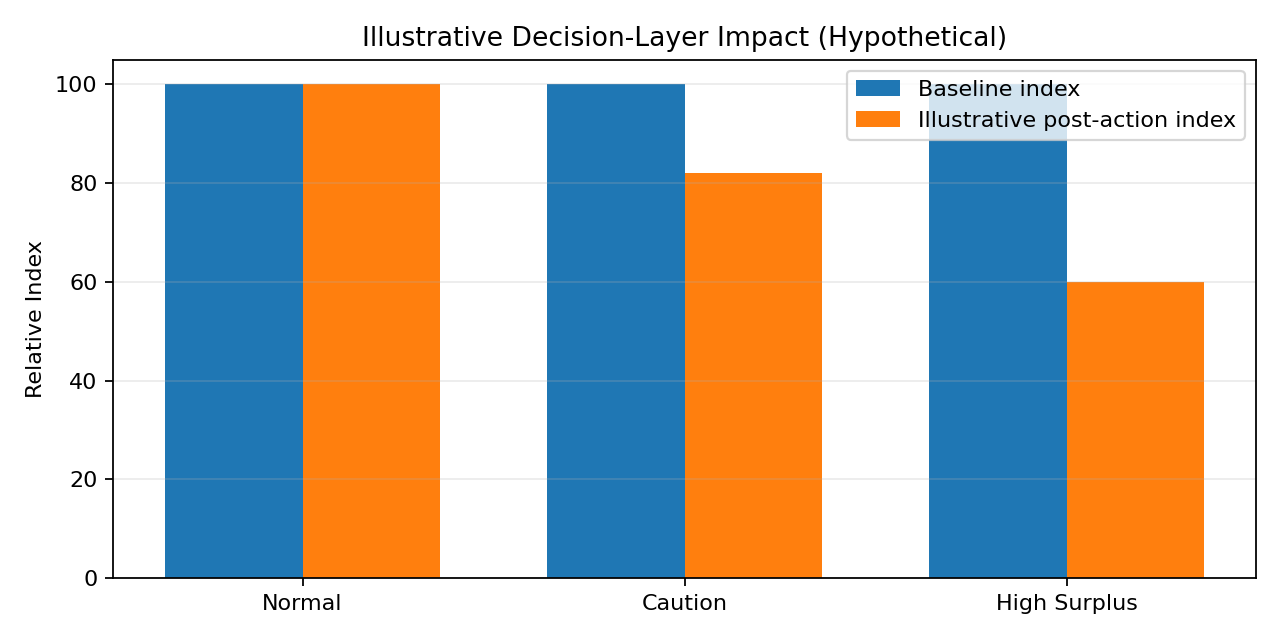 Illustrative Decision-Layer Impact (Hypothetical)
Baseline index
Illustrative post-action index
Relative Index
100
80
60
40
20
0
Normal
Caution
High Surplus